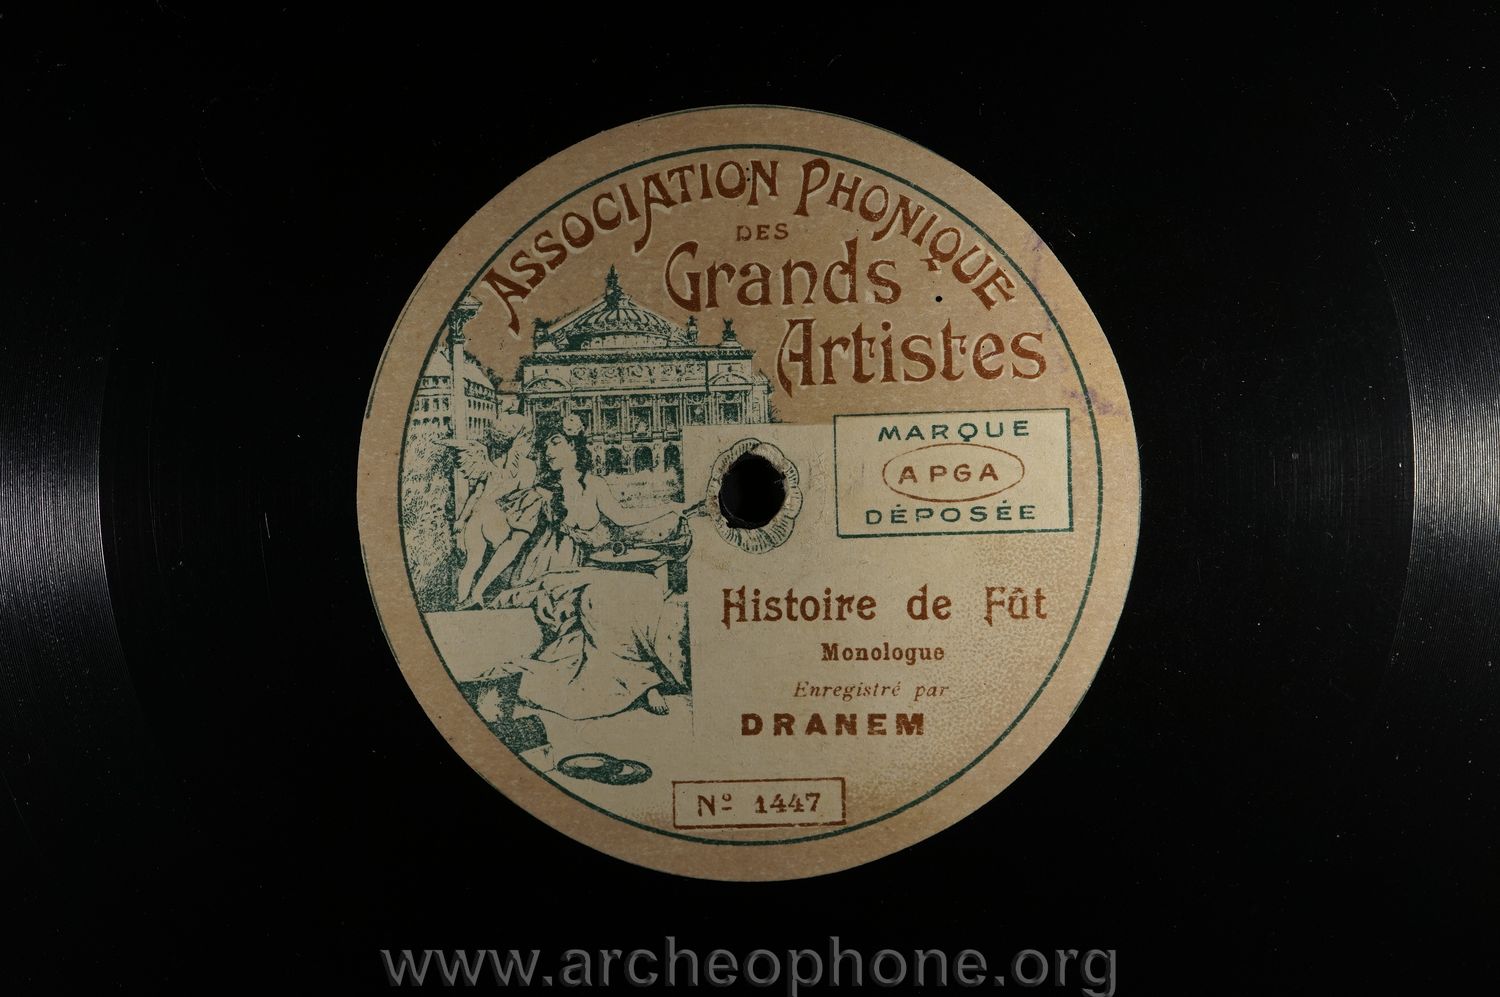 ASSOCIATION PHONIQUE
DES
Grands
Artistes
MARQUE
APGA
DÉPOSÉE
Histoire de Fût
Monologue
Enregistré par
DRANEM
Nº 1447
www.archeophone.org